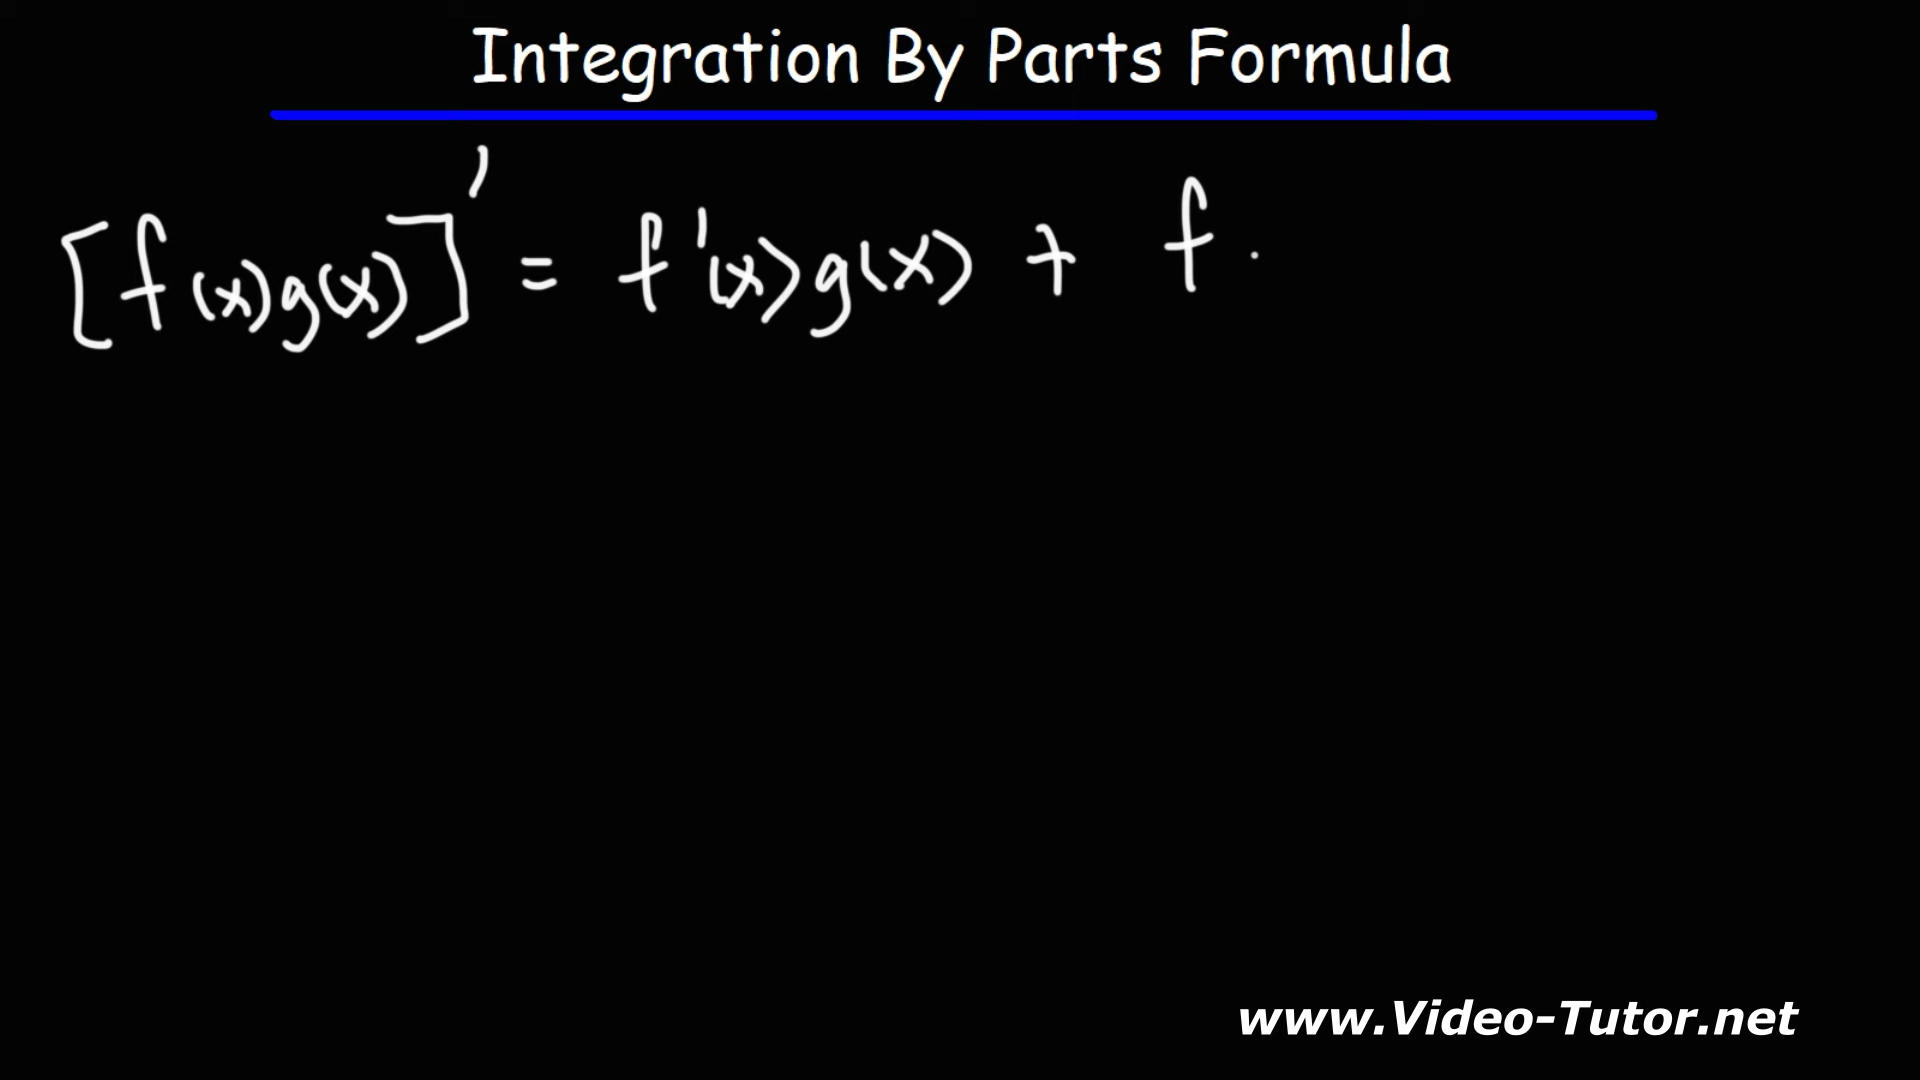 Integration By Parts Formula
[f(x)g(x)]' = f'(x)g(x) + f
www.Video-Tutor.net